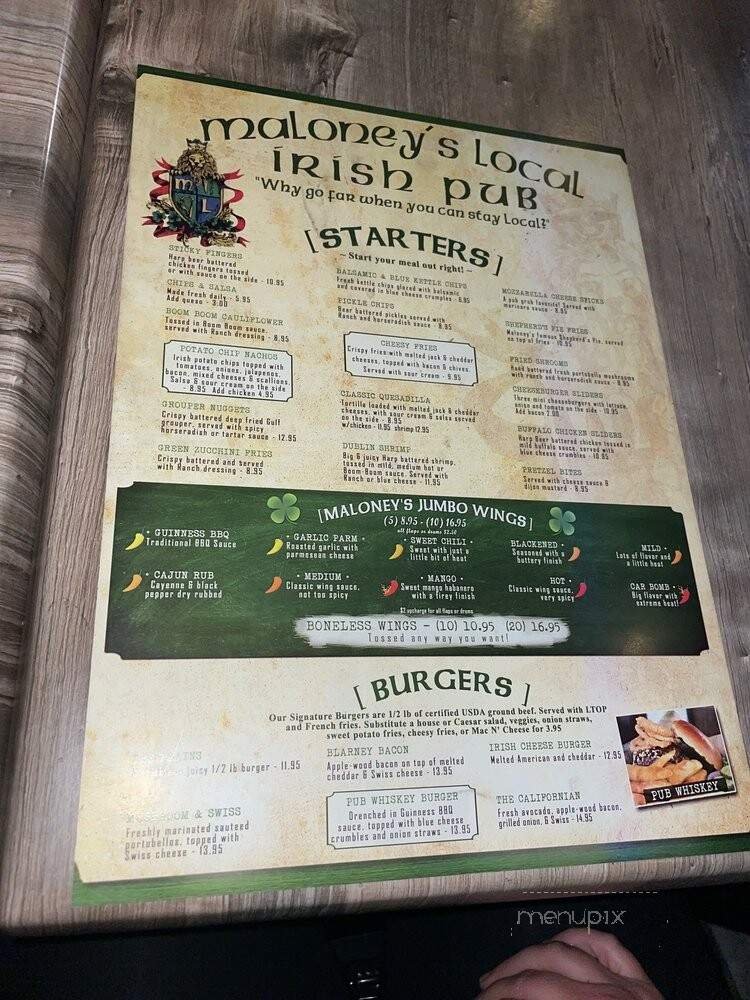 Maloney's Local
Irish Pub
"Why go far when you can stay Local?"
M L
[STARTERS]
~ Start your meal out right! ~
STICKY FINGERS
Harp beer battered
chicken fingers tossed
or with sauce on the side - 10.95
CHIPS & SALSA
Made fresh daily - 5.95
Add queso - 3.00
BOOM BOOM CAULIFLOWER
Tossed in Boom Boom sauce,
served with Ranch dressing - 8.95
POTATO CHIP NACHOS
Irish potato chips topped with
tomatoes, onions, jalapenos,
bacon, mixed cheeses & scallions.
Salsa & sour cream on the side
- 8.95 Add chicken 4.95
GROUPER NUGGETS
Crispy battered deep fried Gulf
grouper, served with spicy
horseradish or tartar sauce - 12.95
GREEN ZUCCHINI FRIES
Crispy battered and served
with Ranch dressing - 8.95
BALSAMIC & BLUE KETTLE CHIPS
Fresh kettle chips glazed with balsamic
and covered in blue cheese crumples - 6.95
PICKLE CHIPS
Beer battered pickles served with
Ranch and horseradish sauce - 8.95
CHEESY FRIES
Crispy fries with melted jack & cheddar
cheeses, topped with bacon & chives.
Served with sour cream - 9.95
CLASSIC QUESADILLA
Tortilla loaded with melted jack & cheddar
cheeses, with sour cream & salsa served
on the side - 8.95
w/chicken - 11.95 shrimp 12.95
DUBLIN SHRIMP
Big & juicy Harp battered shrimp,
tossed in mild, medium hot or
Boom-Boom sauce. Served with
Ranch or blue cheese - 11.95
MOZZARELLA CHEESE STICKS
A pub grub favorite! Served with
marinara sauce - 8.95
SHEPHERD'S PIE FRIES
Maloney's famous Shepherd's Pie, served
on top of fries - 10.95
FRIED SHROOMS
Hand battered fresh portobella mushrooms
with ranch and horseradish sauce - 8.95
CHEESEBURGER SLIDERS
Three mini cheeseburgers with lettuce,
onion and tomato on the side - 10.95
Add bacon 2.00
BUFFALO CHICKEN SLIDERS
Harp Beer battered chicken tossed in
mild buffalo sauce, served with
blue cheese crumbles - 10.95
PRETZEL BITES
Served with cheese sauce &
dijon mustard - 8.95
[MALONEY'S JUMBO WINGS]
(5) 8.95 - (10) 16.95
all flaps or drums $2.50
• GUINNESS BBQ
Traditional BBQ Sauce
• GARLIC PARM •
Roasted garlic with
parmesean cheese
• SWEET CHILI •
Sweet with just a
little bit of heat
BLACKENED •
Seasoned with a
buttery finish
MILD •
Lots of flavor and
a little heat
• CAJUN RUB
Cayenne & black
pepper dry rubbed
• MEDIUM •
Classic wing sauce,
not too spicy
• MANGO •
Sweet mango habanero
with a firey finish
HOT •
Classic wing sauce,
very spicy
CAR BOMB •
Big flavor with
extreme heat!
$2 upcharge for all flaps or drums
BONELESS WINGS - (10) 10.95 (20) 16.95
Tossed any way you want!
[ BURGERS ]
Our Signature Burgers are 1/2 lb of certified USDA ground beef. Served with LTOP
and French fries. Substitute a house or Caesar salad, veggies, onion straws,
sweet potato fries, cheesy fries, or Mac N' Cheese for 3.95
juicy 1/2 lb burger - 11.95
BLARNEY BACON
Apple-wood bacon on top of melted
cheddar & Swiss cheese - 13.95
IRISH CHEESE BURGER
Melted American and cheddar - 12.95
MUSHROOM & SWISS
Freshly marinated sauteed
portubellos, topped with
Swiss cheese - 13.95
PUB WHISKEY BURGER
Drenched in Guinness BBQ
sauce, topped with blue cheese
crumbles and onion straws - 13.95
THE CALIFORNIAN
Fresh avocado, apple-wood bacon,
grilled onion, & Swiss - 14.95
PUB WHISKEY
menupix